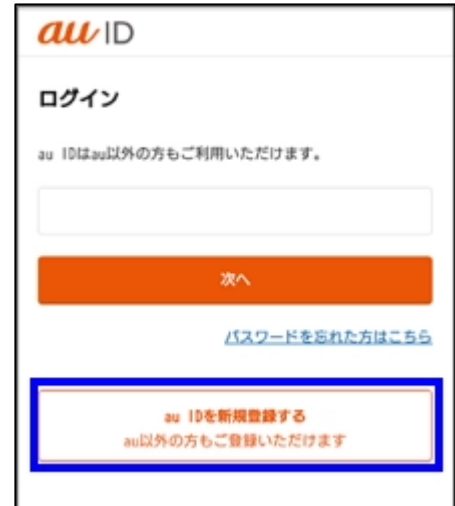 au ID
ログイン
au IDはau以外の方もご利用いただけます。
次へ
パスワードを忘れた方はこちら
au IDを新規登録する
au以外の方もご登録いただけます